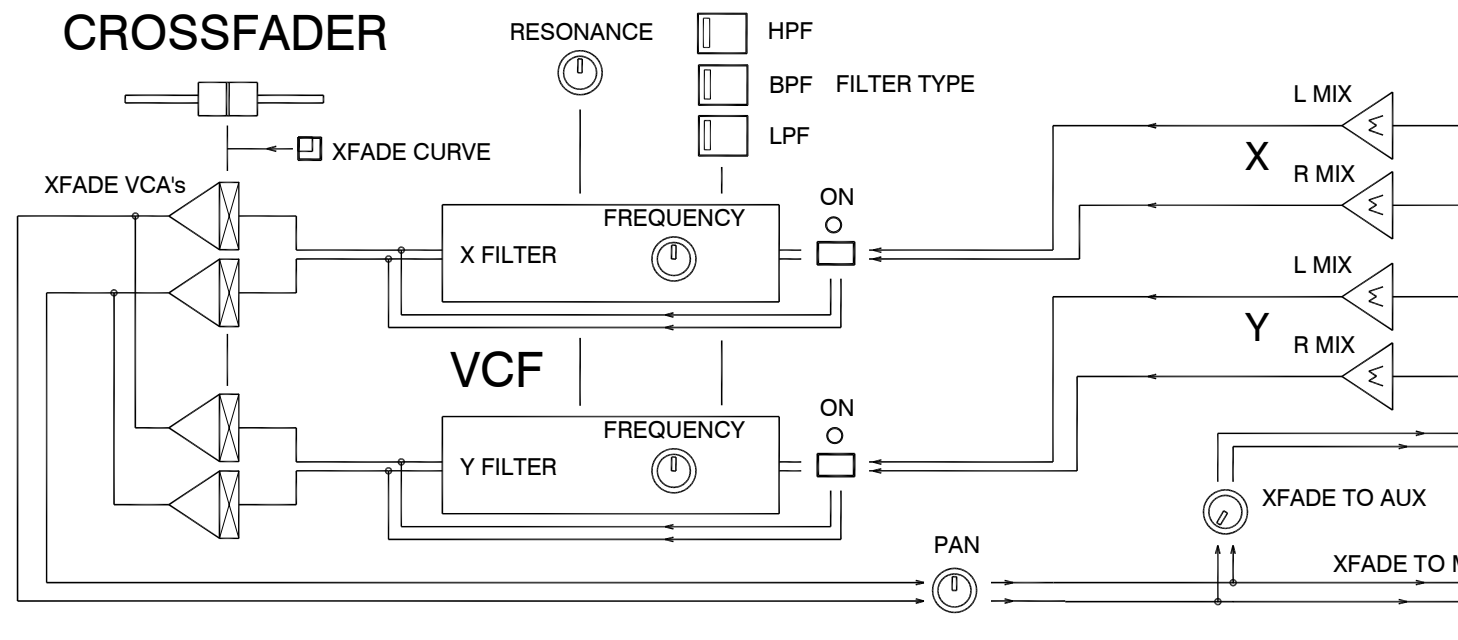 CROSSFADER
RESONANCE
HPF
BPF FILTER TYPE
LPF
L MIX
XFADE CURVE
X
XFADE VCA's
R MIX
ON
FREQUENCY
X FILTER
L MIX
Y
R MIX
VCF
ON
FREQUENCY
Y FILTER
XFADE TO AUX
PAN
XFADE TO